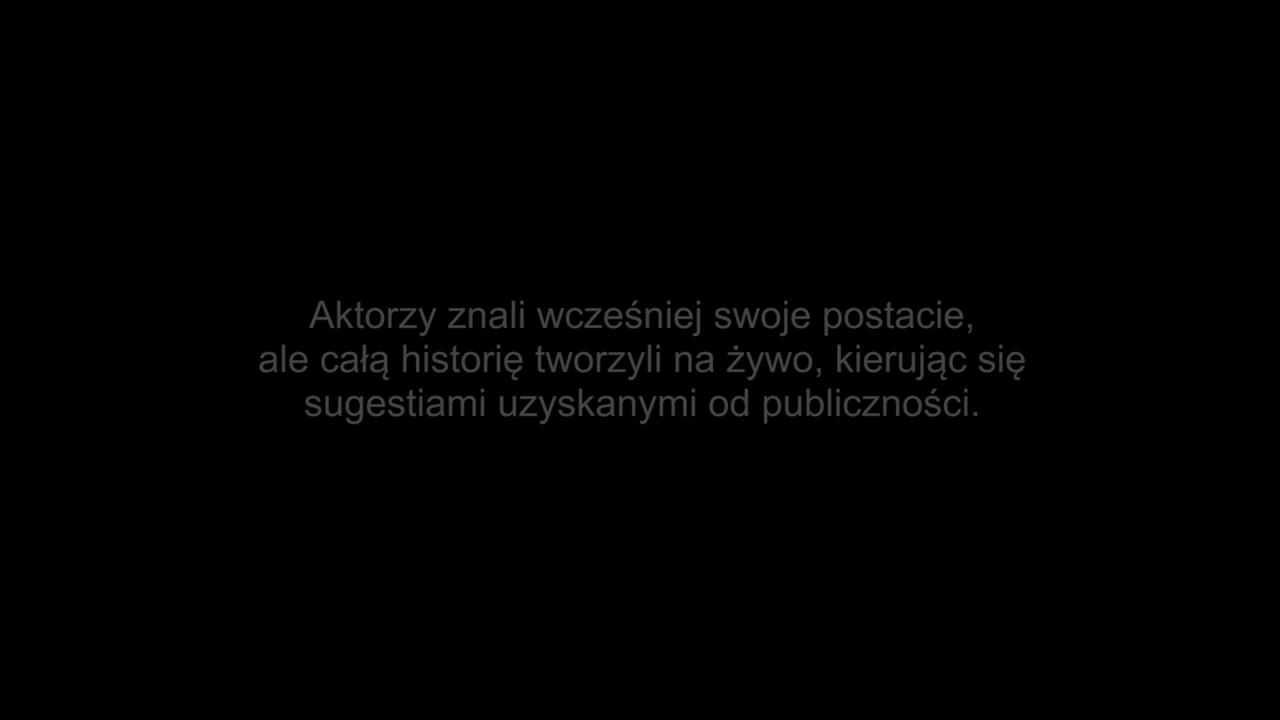 Aktorzy znali wcześniej swoje postacie,
ale całą historię tworzyli na żywo, kierując się
sugestiami uzyskanymi od publiczności.